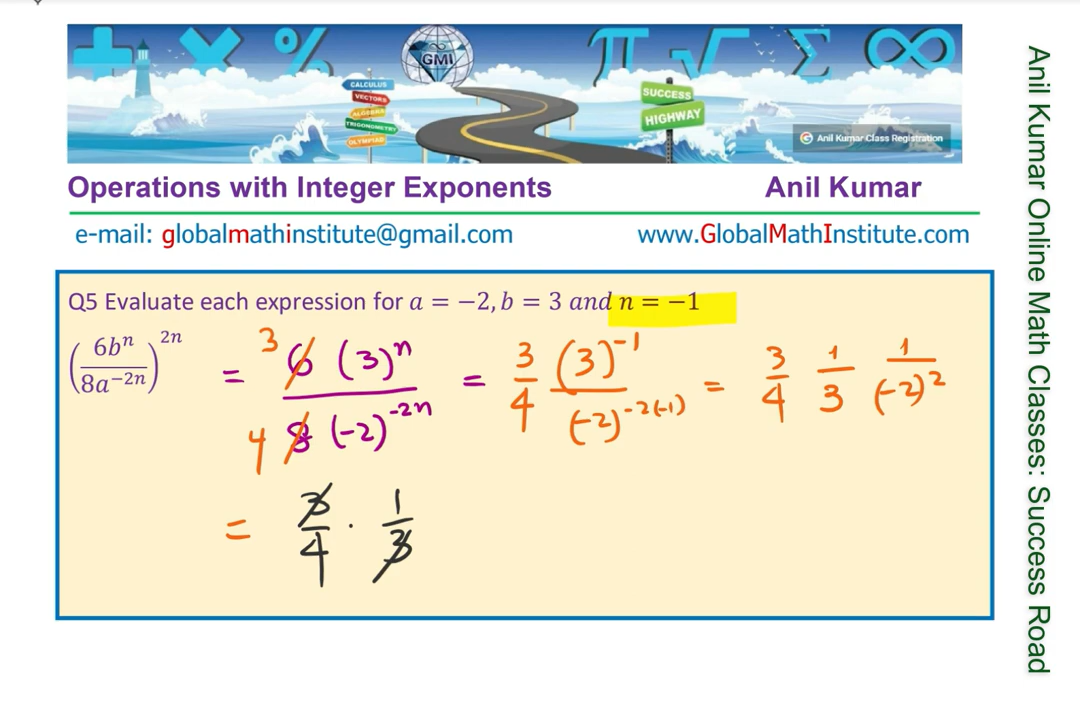 + × % π √ Σ ∞
GMI
CALCULUS
VECTORS
ALGEBRA
TRIGONOMETRY
OLYMPIAD
SUCCESS
HIGHWAY
G Anil Kumar Class Registration
Operations with Integer Exponents Anil Kumar
e-mail: globalmathinstitute@gmail.com www.GlobalMathInstitute.com
Q5 Evaluate each expression for a = −2, b = 3 and n = −1
(6bⁿ/8a⁻²ⁿ)²ⁿ = 3 6 (3)ⁿ / 4 8 (-2)⁻²ⁿ = 3/4 (3)⁻¹/(-2)⁻²⁽⁻¹⁾ = 3/4 1/3 1/(-2)²
= 3/4 · 1/3
Anil Kumar Online Math Classes: Success Road